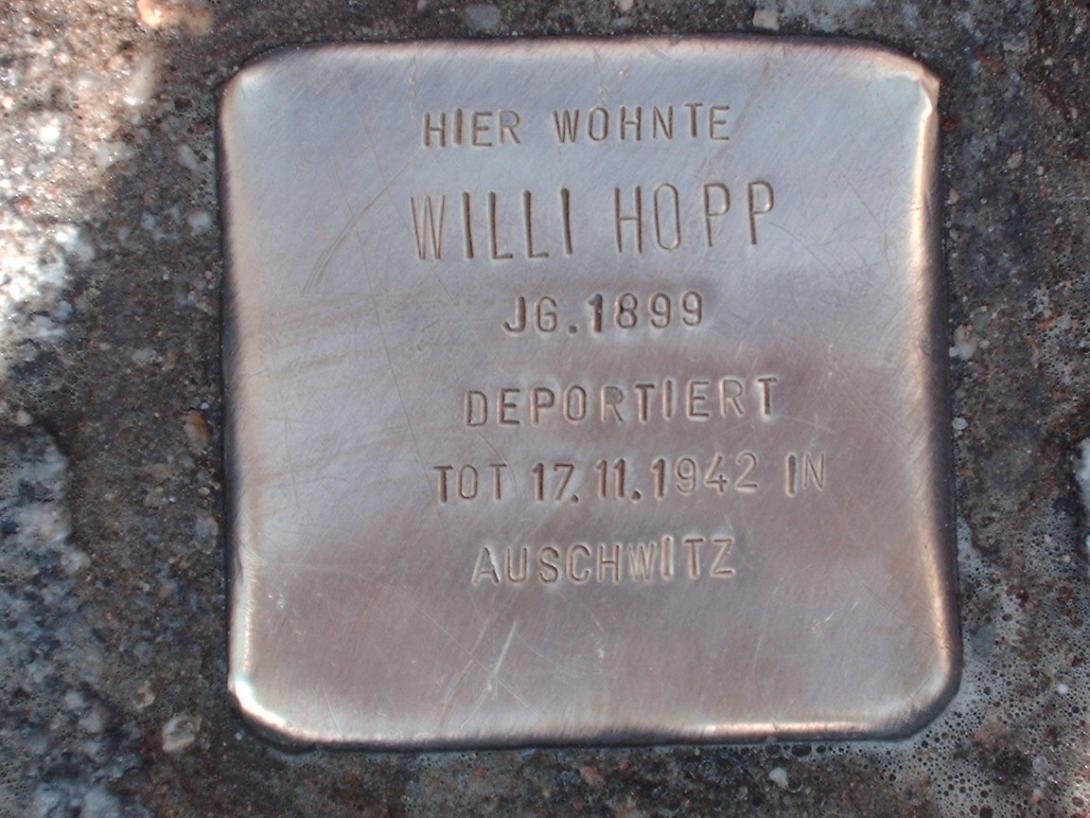 HIER WOHNTE
WILLI HOPP
JG. 1899
DEPORTIERT
TOT 17. 11. 1942 IN
AUSCHWITZ